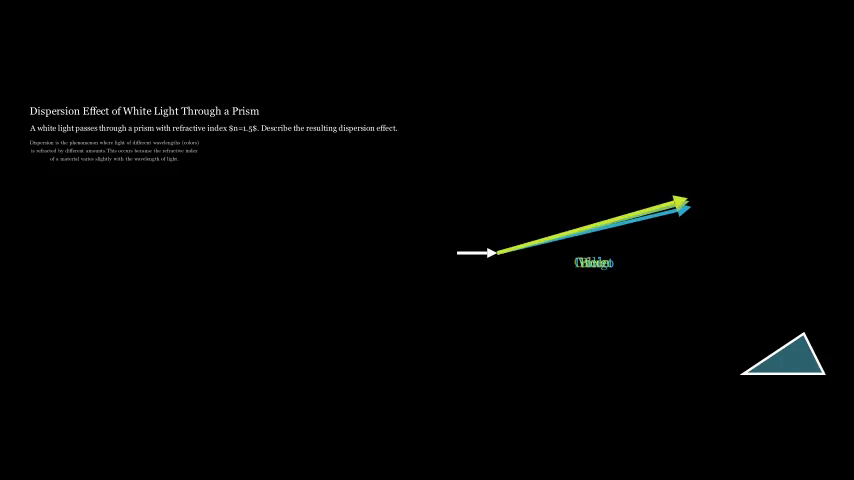 Dispersion Effect of White Light Through a Prism
A white light passes through a prism with refractive index $n=1.5$. Describe the resulting dispersion effect.
Dispersion is the phenomenon where light of different wavelengths (colors)
is refracted by different amounts. This occurs because the refractive index
of a material varies slightly with the wavelength of light.